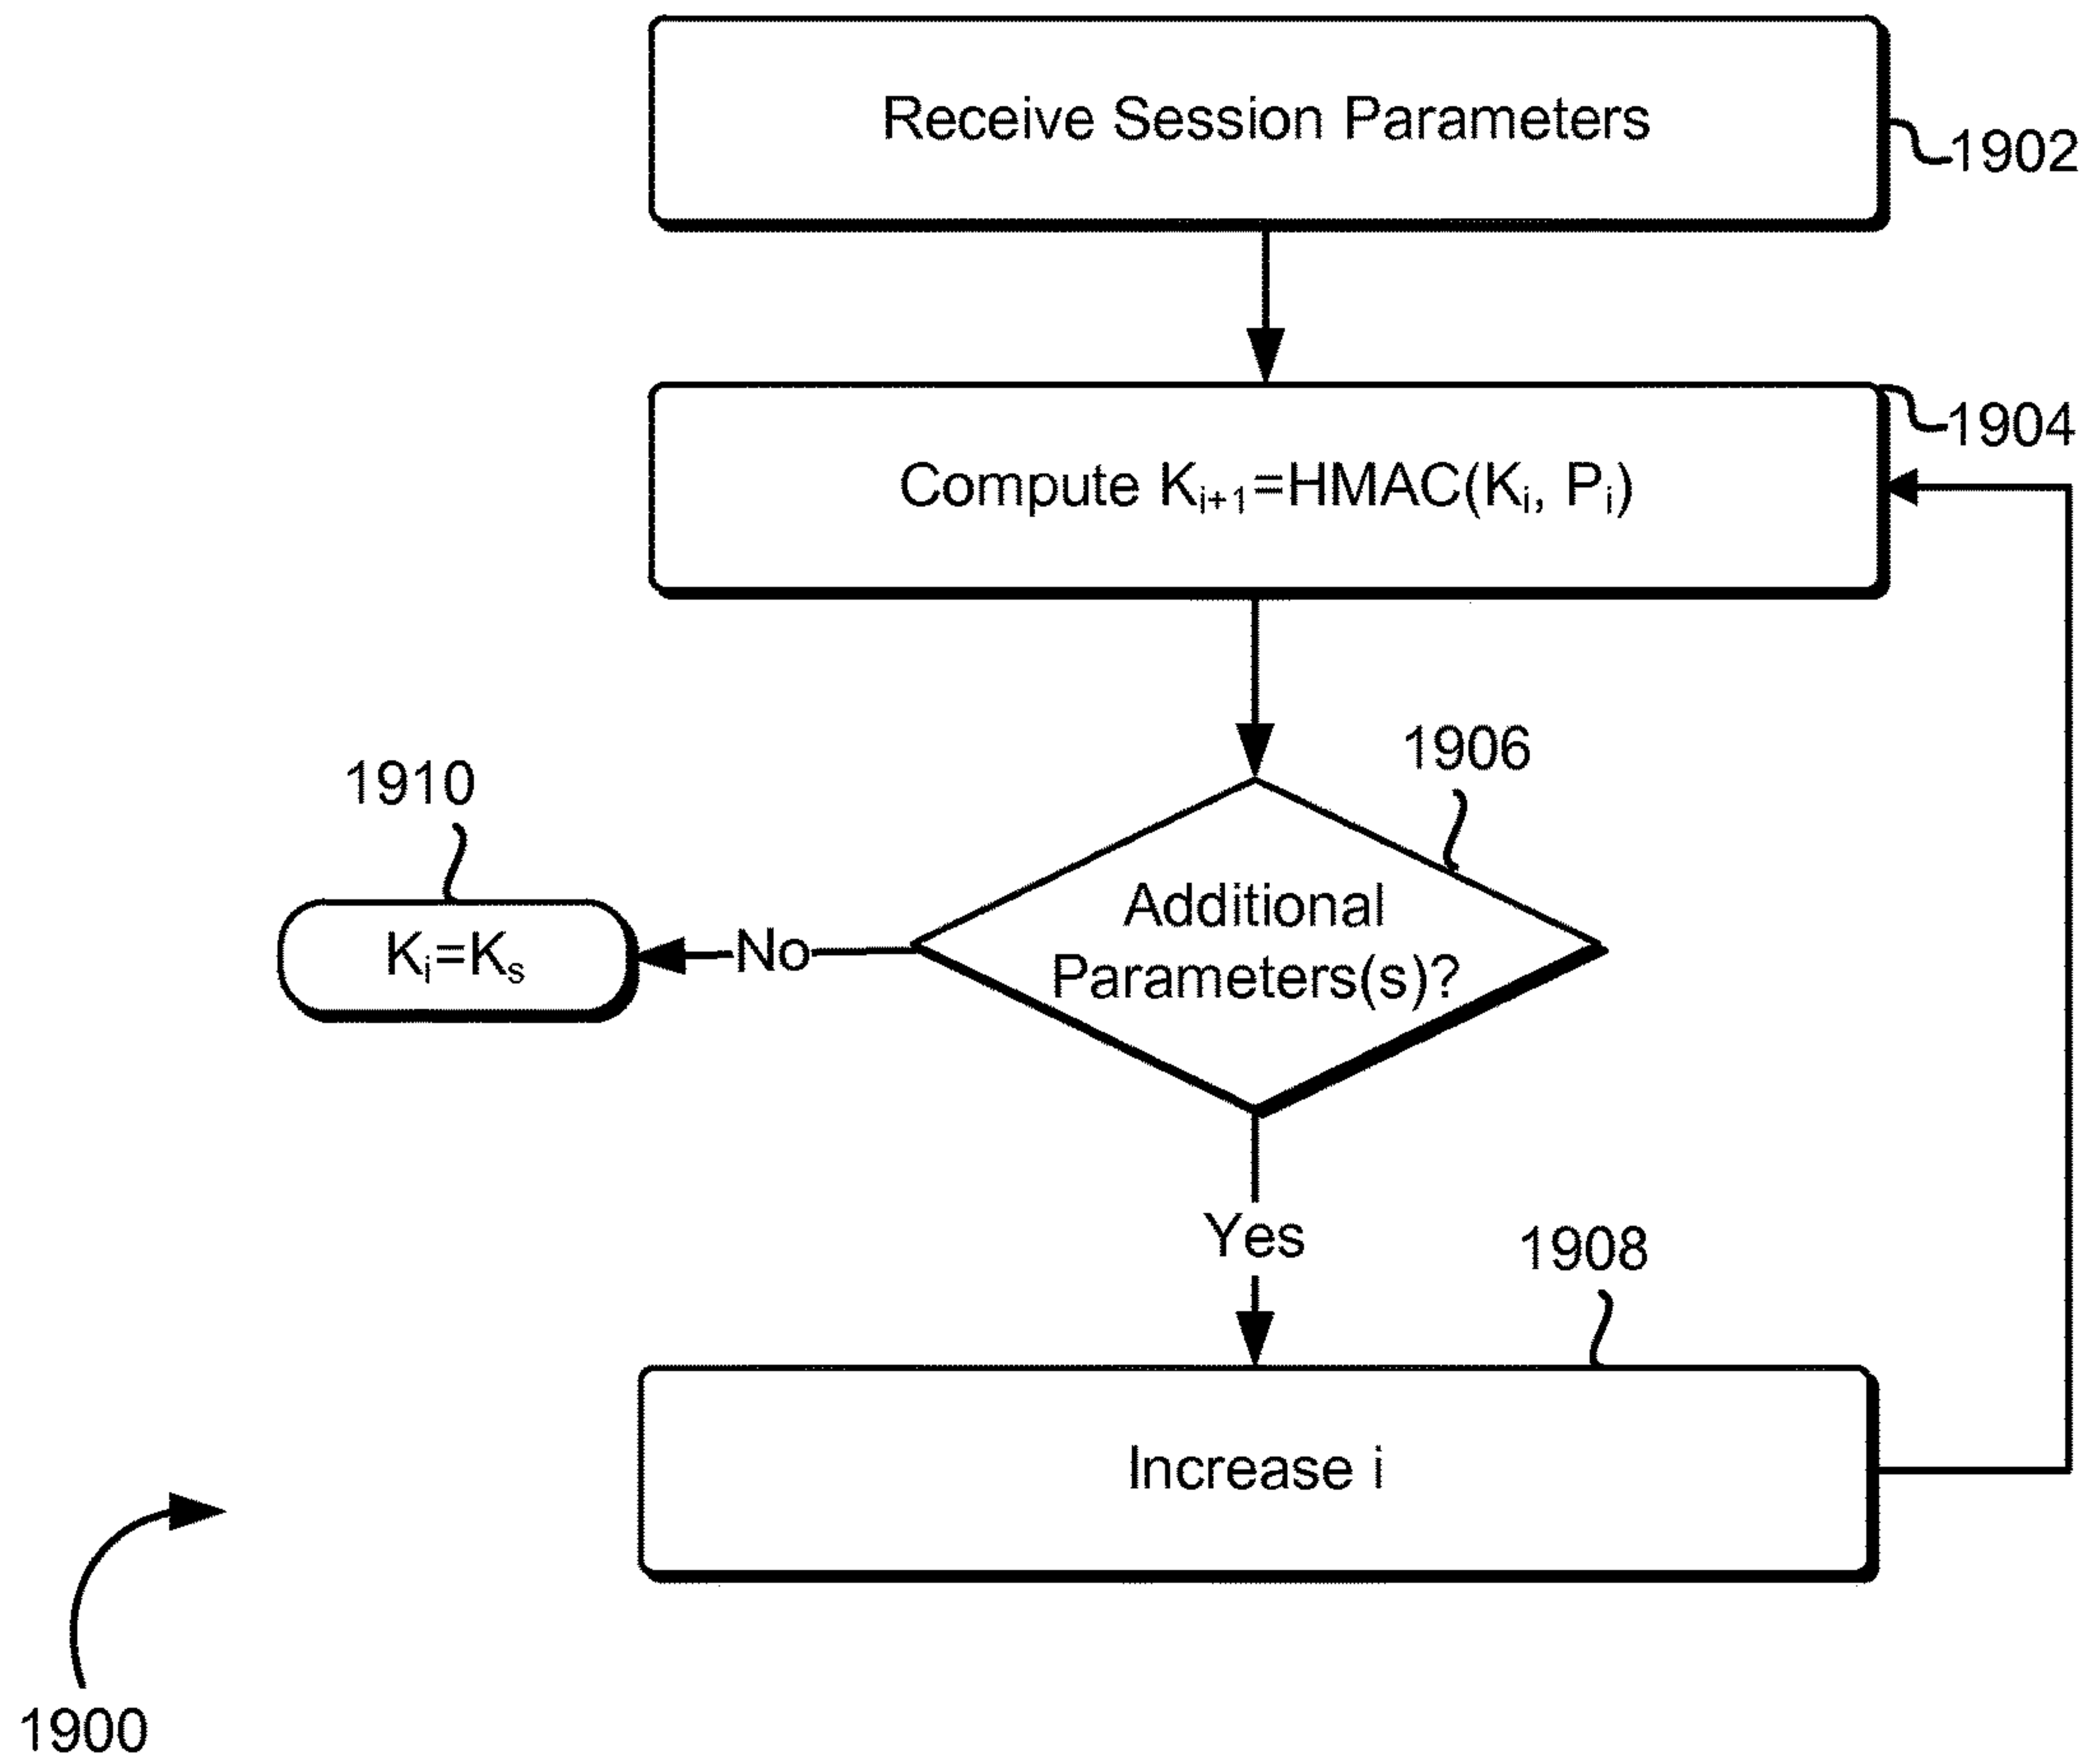 Receive Session Parameters
1902
1904
Compute Kᵢ₊₁=HMAC(Kᵢ, Pᵢ)
1906
1910
Additional
Parameters(s)?
No
Kᵢ=Kₛ
Yes
1908
Increase i
1900